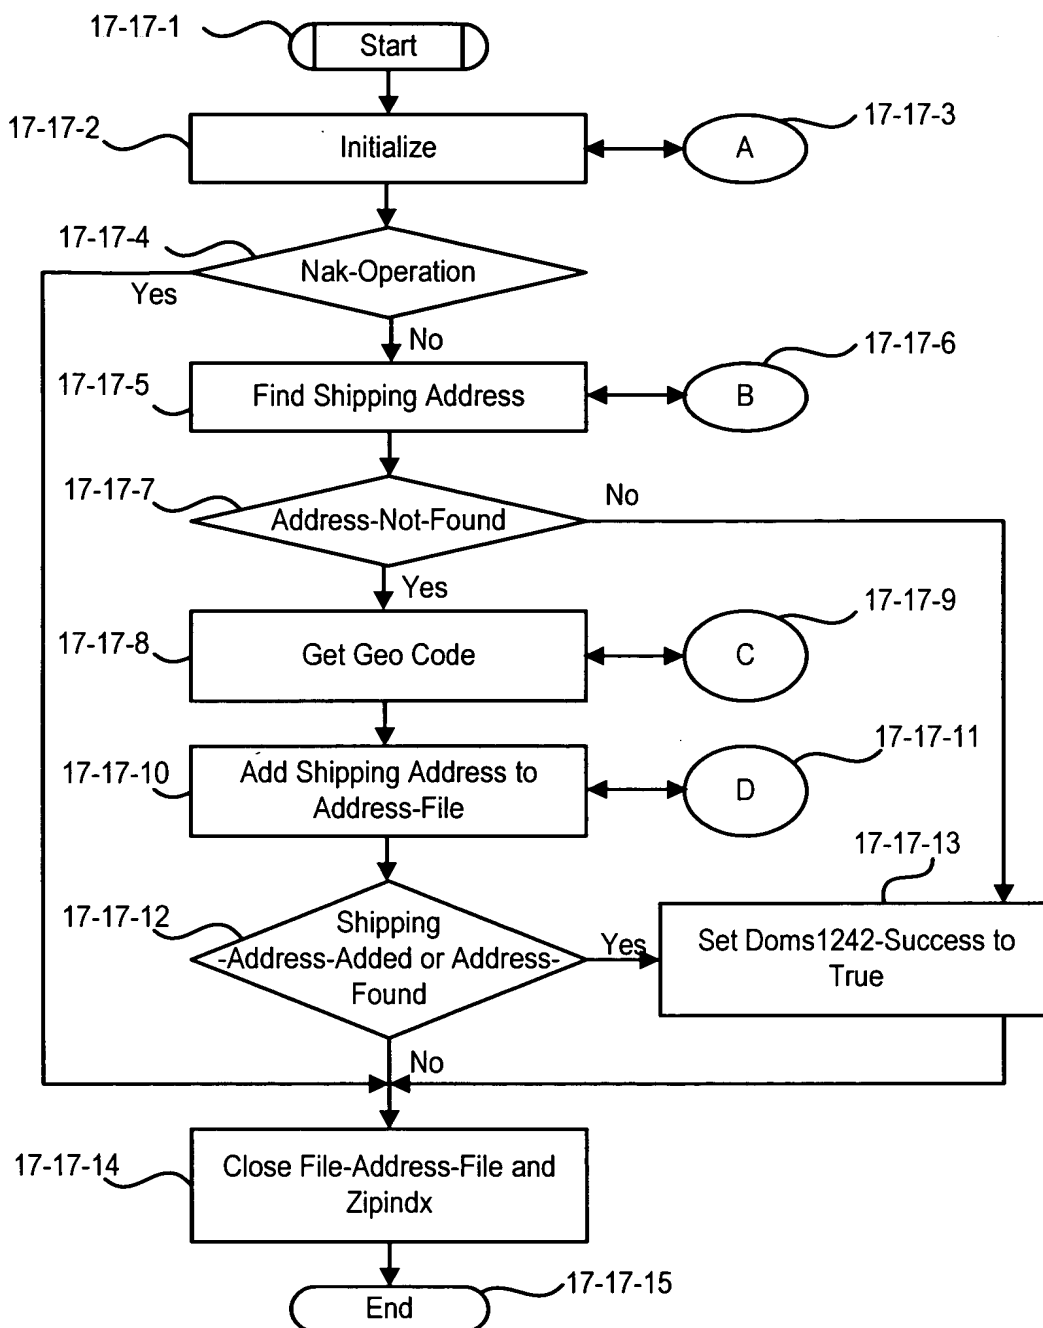 17-17-1
Start
17-17-2
Initialize
A
17-17-3
17-17-4
Nak-Operation
Yes
No
17-17-5
Find Shipping Address
B
17-17-6
17-17-7
Address-Not-Found
No
Yes
17-17-8
Get Geo Code
C
17-17-9
17-17-10
Add Shipping Address to
Address-File
D
17-17-11
17-17-12
Shipping
-Address-Added or Address-
Found
Yes
No
17-17-13
Set Doms1242-Success to
True
17-17-14
Close File-Address-File and
Zipindx
End
17-17-15